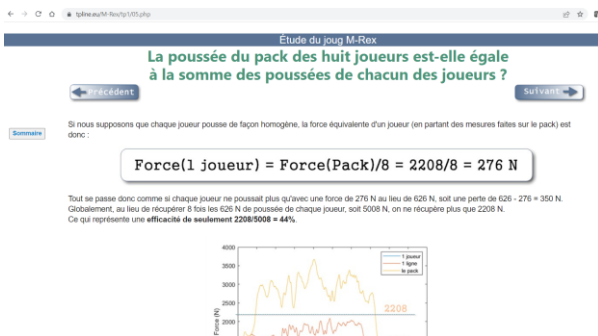 tpline.eu/M-Rex/tp1/05.php
Étude du joug M-Rex
La poussée du pack des huit joueurs est-elle égale
à la somme des poussées de chacun des joueurs ?
Précédent
Suivant
Sommaire
Si nous supposons que chaque joueur pousse de façon homogène, la force équivalente d'un joueur (en partant des mesures faites sur le pack) est
donc :
Force(1 joueur) = Force(Pack)/8 = 2208/8 = 276 N
Tout se passe donc comme si chaque joueur ne poussait plus qu'avec une force de 276 N au lieu de 626 N, soit une perte de 626 - 276 = 350 N.
Globalement, au lieu de récupérer 8 fois les 626 N de poussée de chaque joueur, soit 5008 N, on ne récupère plus que 2208 N.
Ce qui représente une efficacité de seulement 2208/5008 = 44%.
4000
1 joueur
1 ligne
le pack
3500
3000
2500
2208
2000
Force (N)